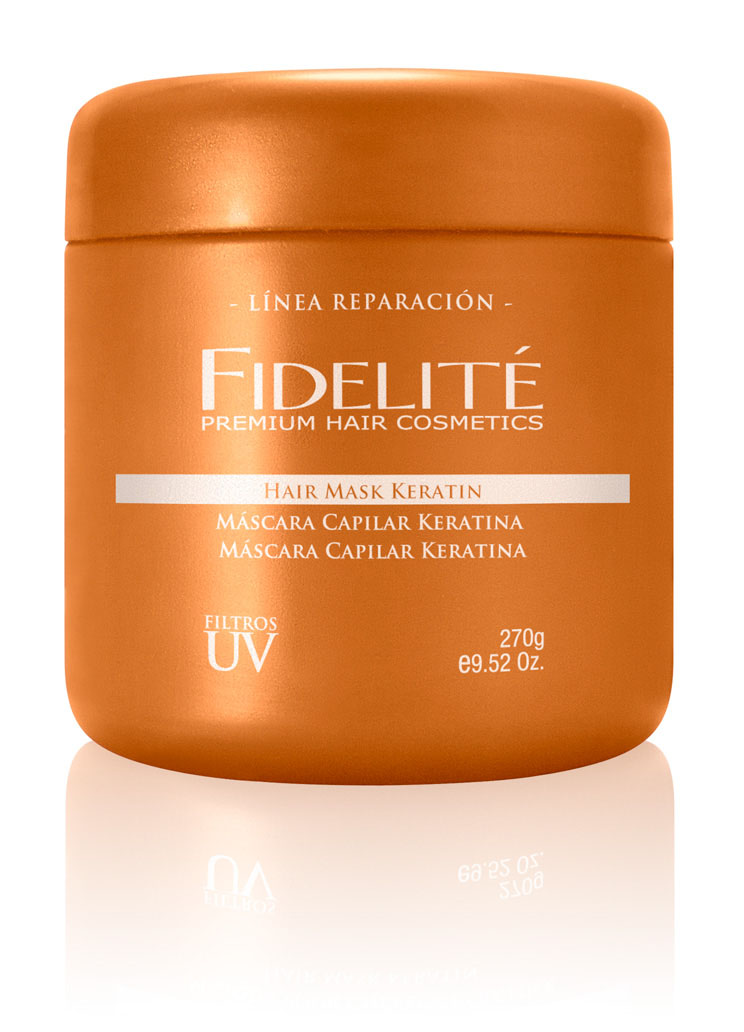 - LÍNEA REPARACIÓN -
FIDELITÉ
PREMIUM HAIR COSMETICS
HAIR MASK KERATIN
MÁSCARA CAPILAR KERATINA
MÁSCARA CAPILAR KERATINA
FILTROS
UV
270g
e9.52 Oz.